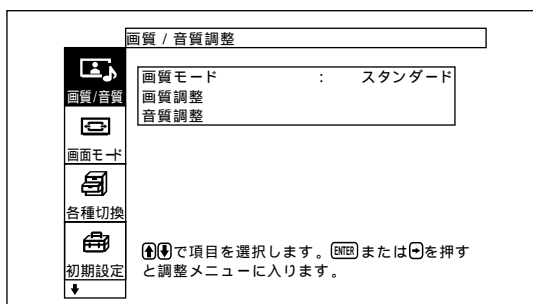 画質 / 音質調整
画質/音質
画面モード
各種切換
初期設定
画質モード : スタンダード
画質調整
音質調整
で項目を選択します。ENTERまたはを押す
と調整メニューに入ります。